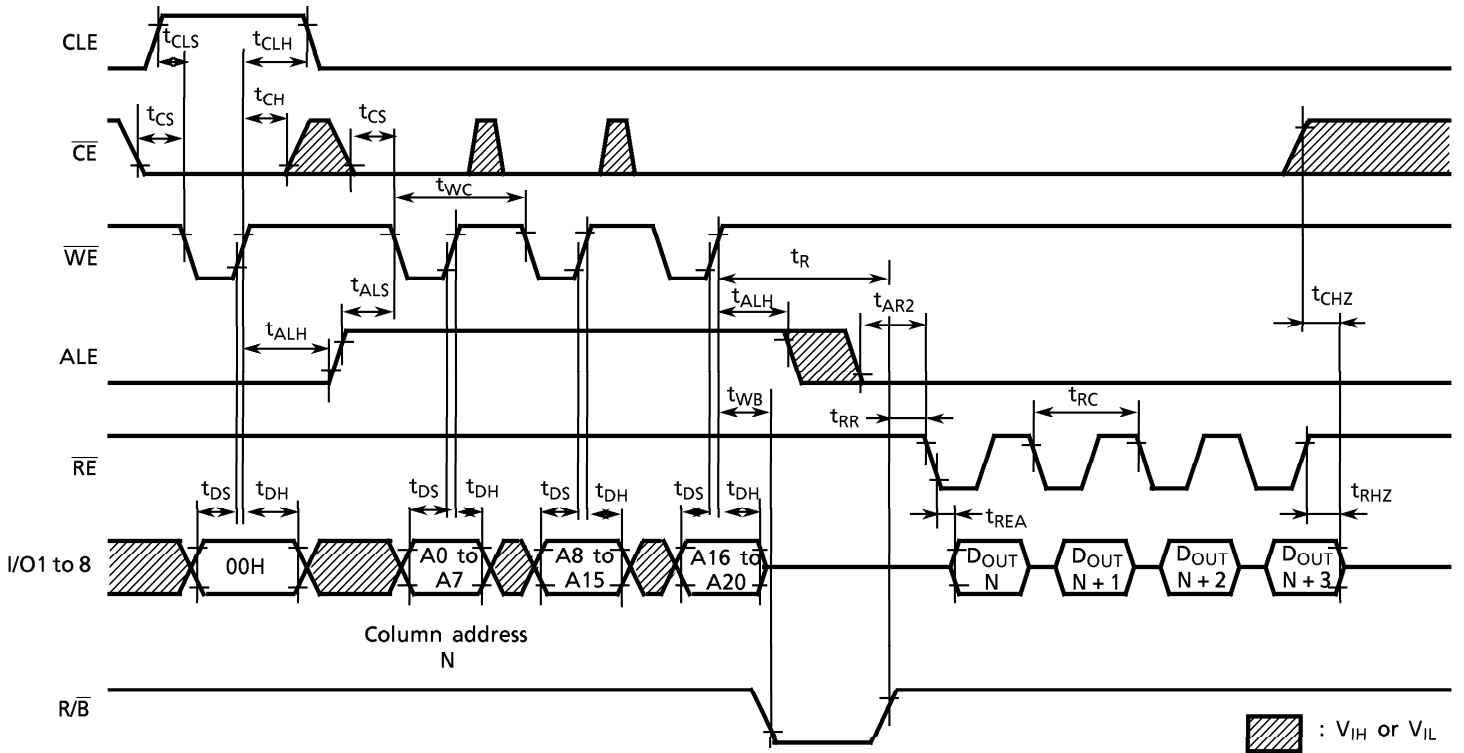 CLE
tCLS
tCLH
tCH
tCS
tCS
CE
tWC
WE
tR
tALS
tALH
tAR2
tCHZ
tALH
ALE
tWB
tRR
tRC
RE
tDS
tDH
tDS
tDH
tDS
tDH
tDS
tDH
tREA
tRHZ
I/O1 to 8
00H
A0 to
A7
A8 to
A15
A16 to
A20
DOUT
N
DOUT
N + 1
DOUT
N + 2
DOUT
N + 3
Column address
N
R/B
: VIH or VIL